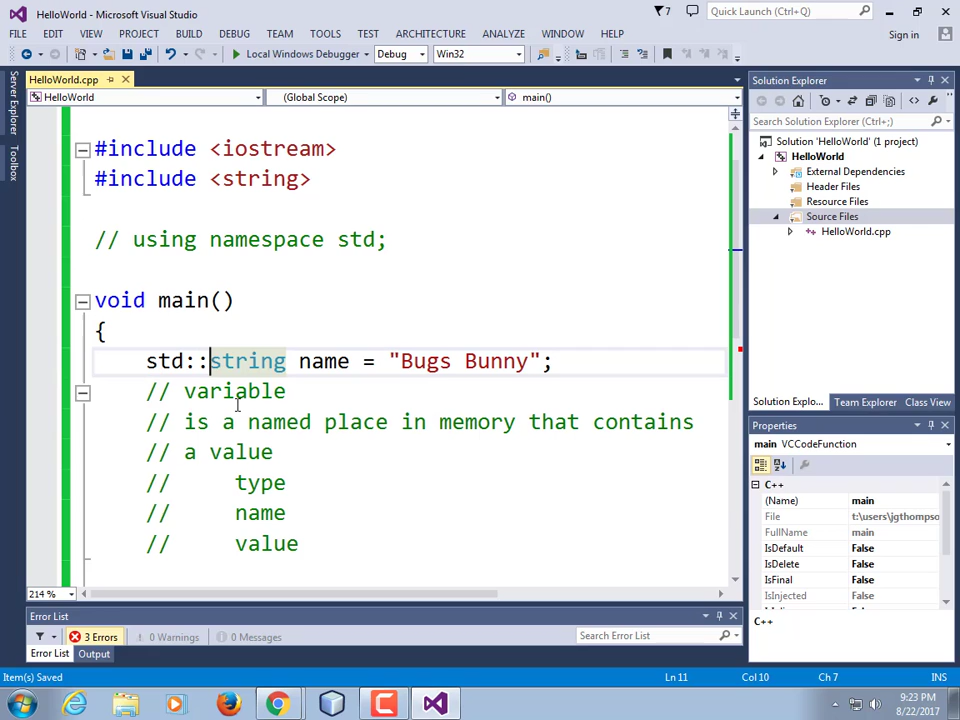 HelloWorld - Microsoft Visual Studio
7
Quick Launch (Ctrl+Q)
FILE EDIT VIEW PROJECT BUILD DEBUG TEAM TOOLS TEST ARCHITECTURE ANALYZE WINDOW HELP
Sign in
Local Windows Debugger Debug Win32
Server Explorer
Toolbox
HelloWorld.cpp
HelloWorld (Global Scope) main()
#include <iostream>
#include <string>
// using namespace std;
void main()
{
std::string name = "Bugs Bunny";
// variable
// is a named place in memory that contains
// a value
// type
// name
// value
214 %
Solution Explorer
Search Solution Explorer (Ctrl+;)
Solution 'HelloWorld' (1 project)
HelloWorld
External Dependencies
Header Files
Resource Files
Source Files
HelloWorld.cpp
Solution Explo... Team Explorer Class View
Properties
main VCCodeFunction
C++
(Name) main
File t:\users\jgthompso
FullName main
IsDefault False
IsDelete False
IsFinal False
IsInjected False
C++
Error List
3 Errors 0 Warnings 0 Messages
Search Error List
Error List Output
Item(s) Saved Ln 11 Col 10 Ch 7 INS
9:23 PM
8/22/2017